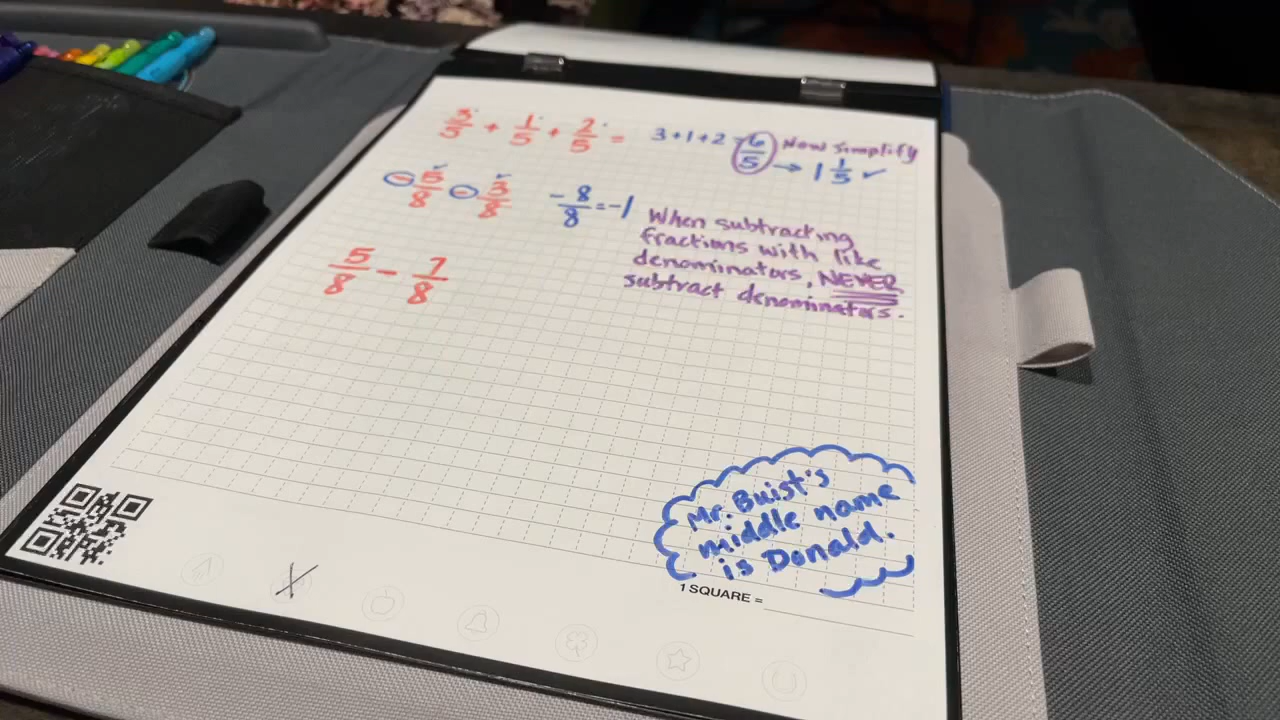 3/5 + 1/5 + 2/5 = 3+1+2 = 6/5 Now simplify
→ 1 1/5 ✓
- 5/8 - 3/8 -8/8 = -1
When subtracting
fractions with like
denominators, NEVER
subtract denominators.
5/8 - 7/8
Mr. Buist's
middle name
is Donald.
1 SQUARE =